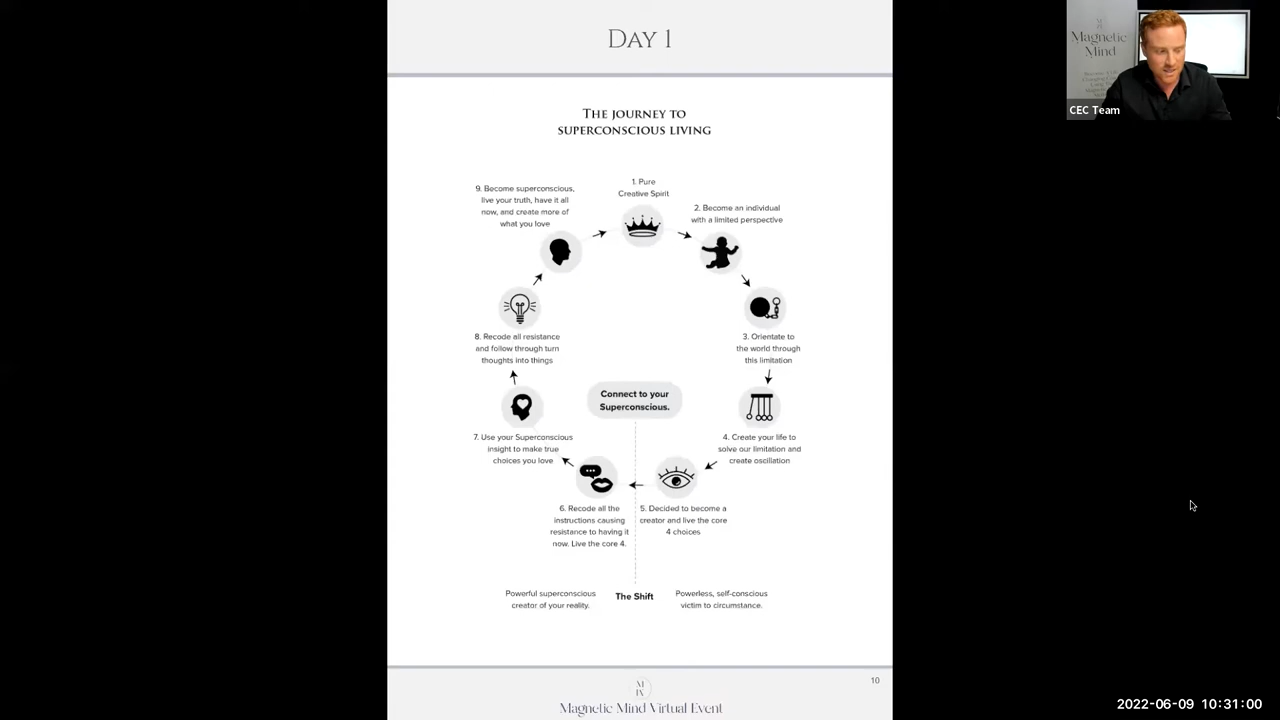 DAY 1
THE JOURNEY TO
SUPERCONSCIOUS LIVING
1. Pure
Creative Spirit
2. Become an individual
with a limited perspective
3. Orientate to
the world through
this limitation
4. Create your life to
solve our limitation and
create oscillation
5. Decided to become a
creator and live the core
4 choices
6. Recode all the
instructions causing
resistance to having it
now. Live the core 4.
7. Use your Superconscious
insight to make true
choices you love
8. Recode all resistance
and follow through turn
thoughts into things
9. Become superconscious,
live your truth, have it all
now, and create more of
what you love
Connect to your
Superconscious.
Powerful superconscious
creator of your reality.
The Shift
Powerless, self-conscious
victim to circumstance.
10
Magnetic Mind Virtual Event
Magnetic
Mind
CEC Team
2022-06-09 10:31:00